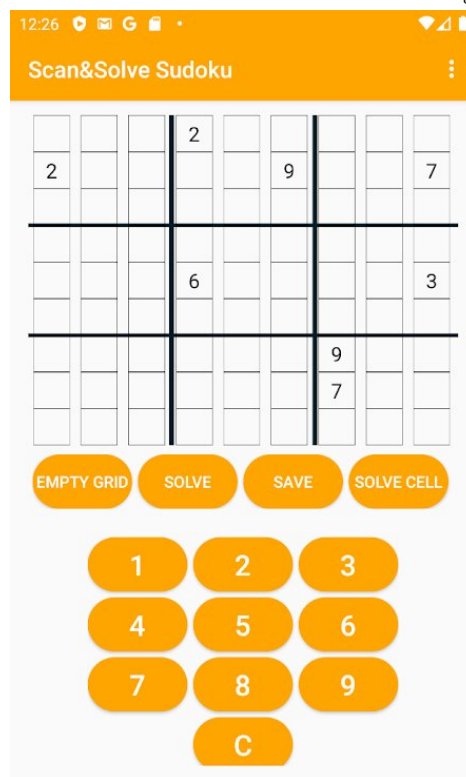 12:26
Scan&Solve Sudoku
2
2 9 7
6 3
9
7
EMPTY GRID SOLVE SAVE SOLVE CELL
1 2 3
4 5 6
7 8 9
C